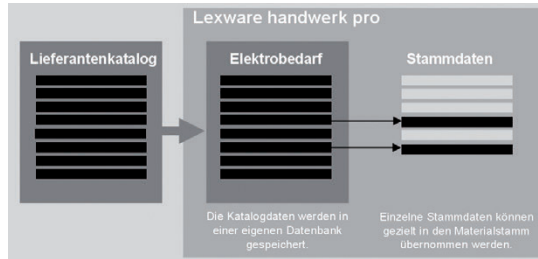 Lexware handwerk pro
Lieferantenkatalog
Elektrobedarf
Stammdaten
Die Katalogdaten werden in
einer eigenen Datenbank
gespeichert.
Einzelne Stammdaten können
gezielt in den Materialstamm
übernommen werden.